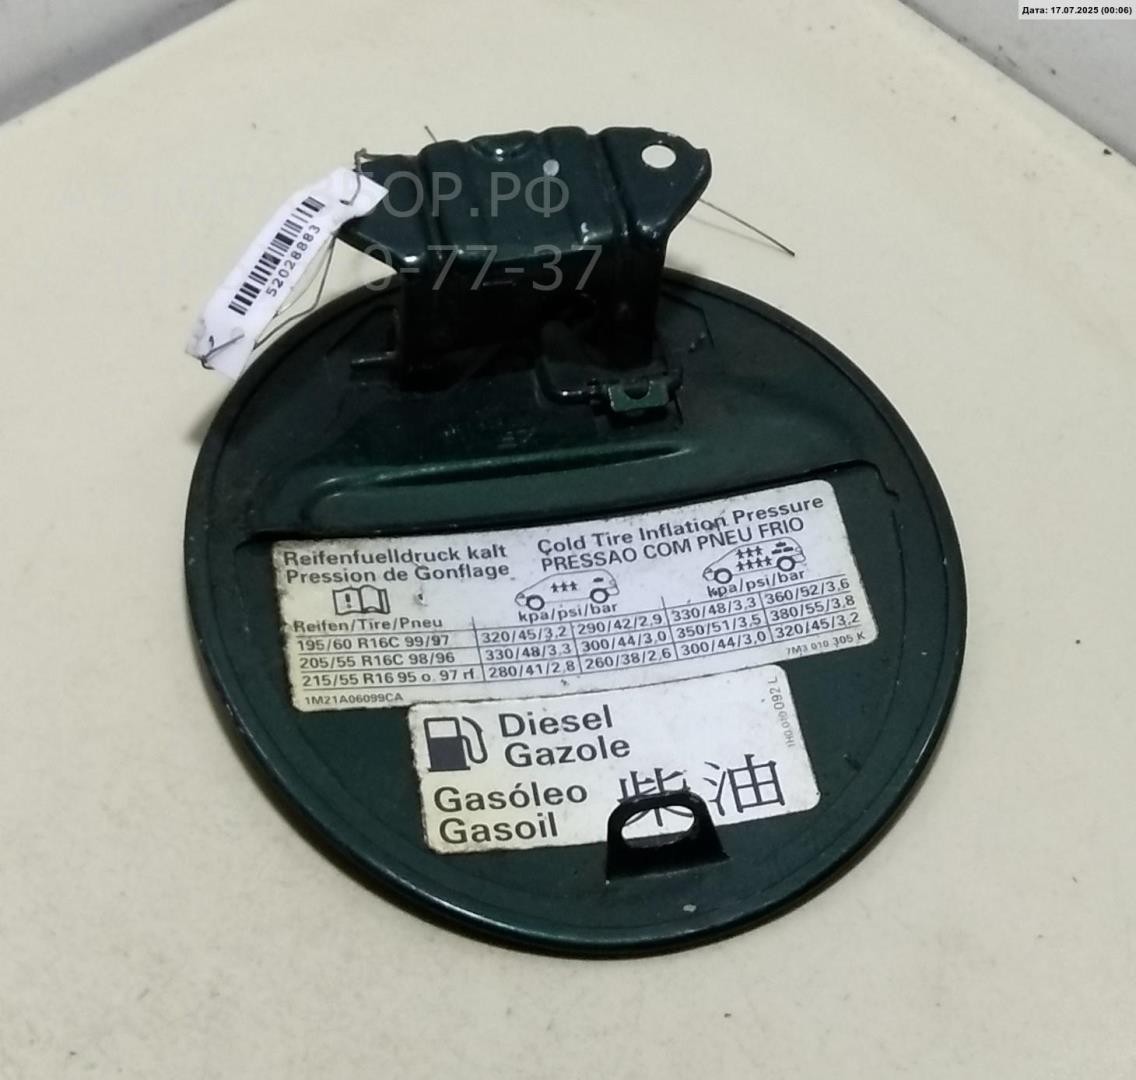 Дата: 17.07.2025 (00:06)
52028883
Reifenfuelldruck kalt
Pression de Gonflage
Cold Tire Inflation Pressure
PRESSAO COM PNEU FRIO
kpa/psi/bar kpa/psi/bar
Reifen/Tire/Pneu
195/60 R16C 99/97 320/45/3,2 290/42/2,9 330/48/3,3 360/52/3,6
205/55 R16C 98/96 330/48/3,3 300/44/3,0 350/51/3,5 380/55/3,8
215/55 R16 95 o. 97 rf. 280/41/2,8 260/38/2,6 300/44/3,0 320/45/3,2
1M21A06099CA
7M3 010 305 K
Diesel
Gazole
Gasóleo
Gasoil
柴油
1H0.010 092 L